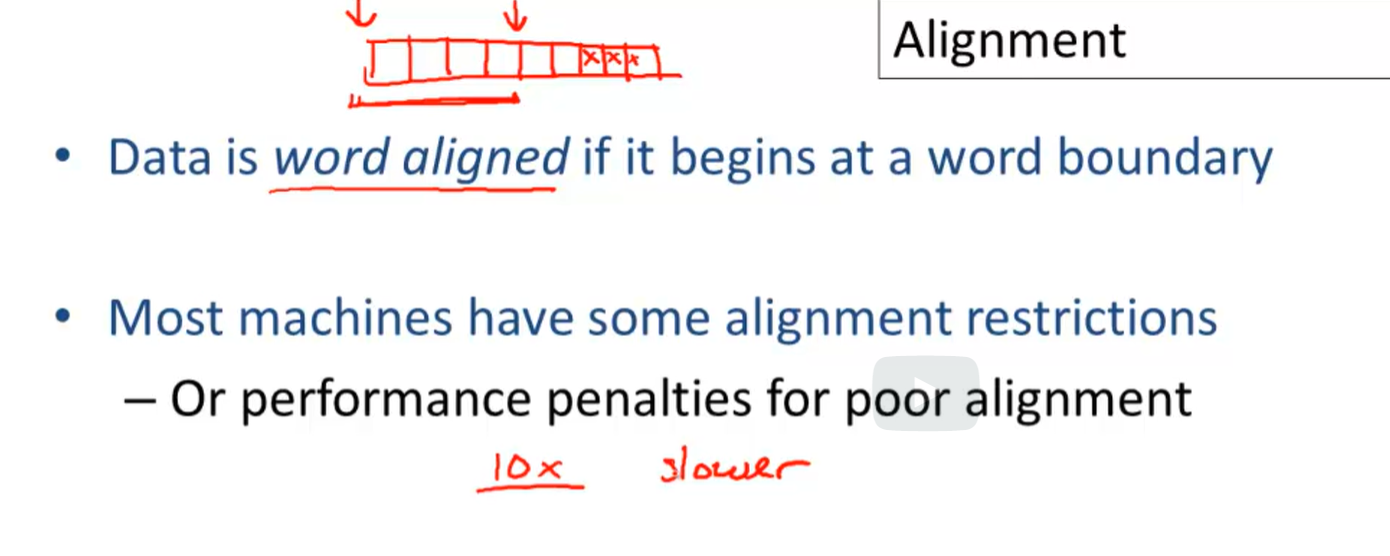 Alignment
x x x
• Data is word aligned if it begins at a word boundary
• Most machines have some alignment restrictions
– Or performance penalties for poor alignment
10x slower